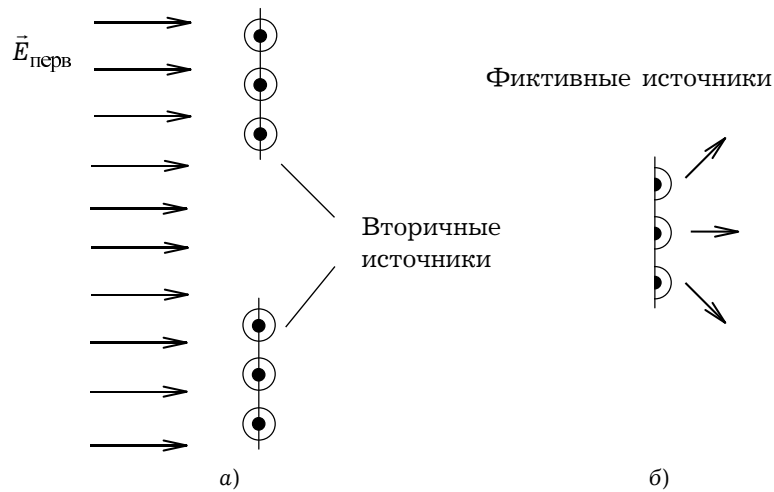 E⃗перв
Фиктивные источники
Вторичные
источники
а)
б)